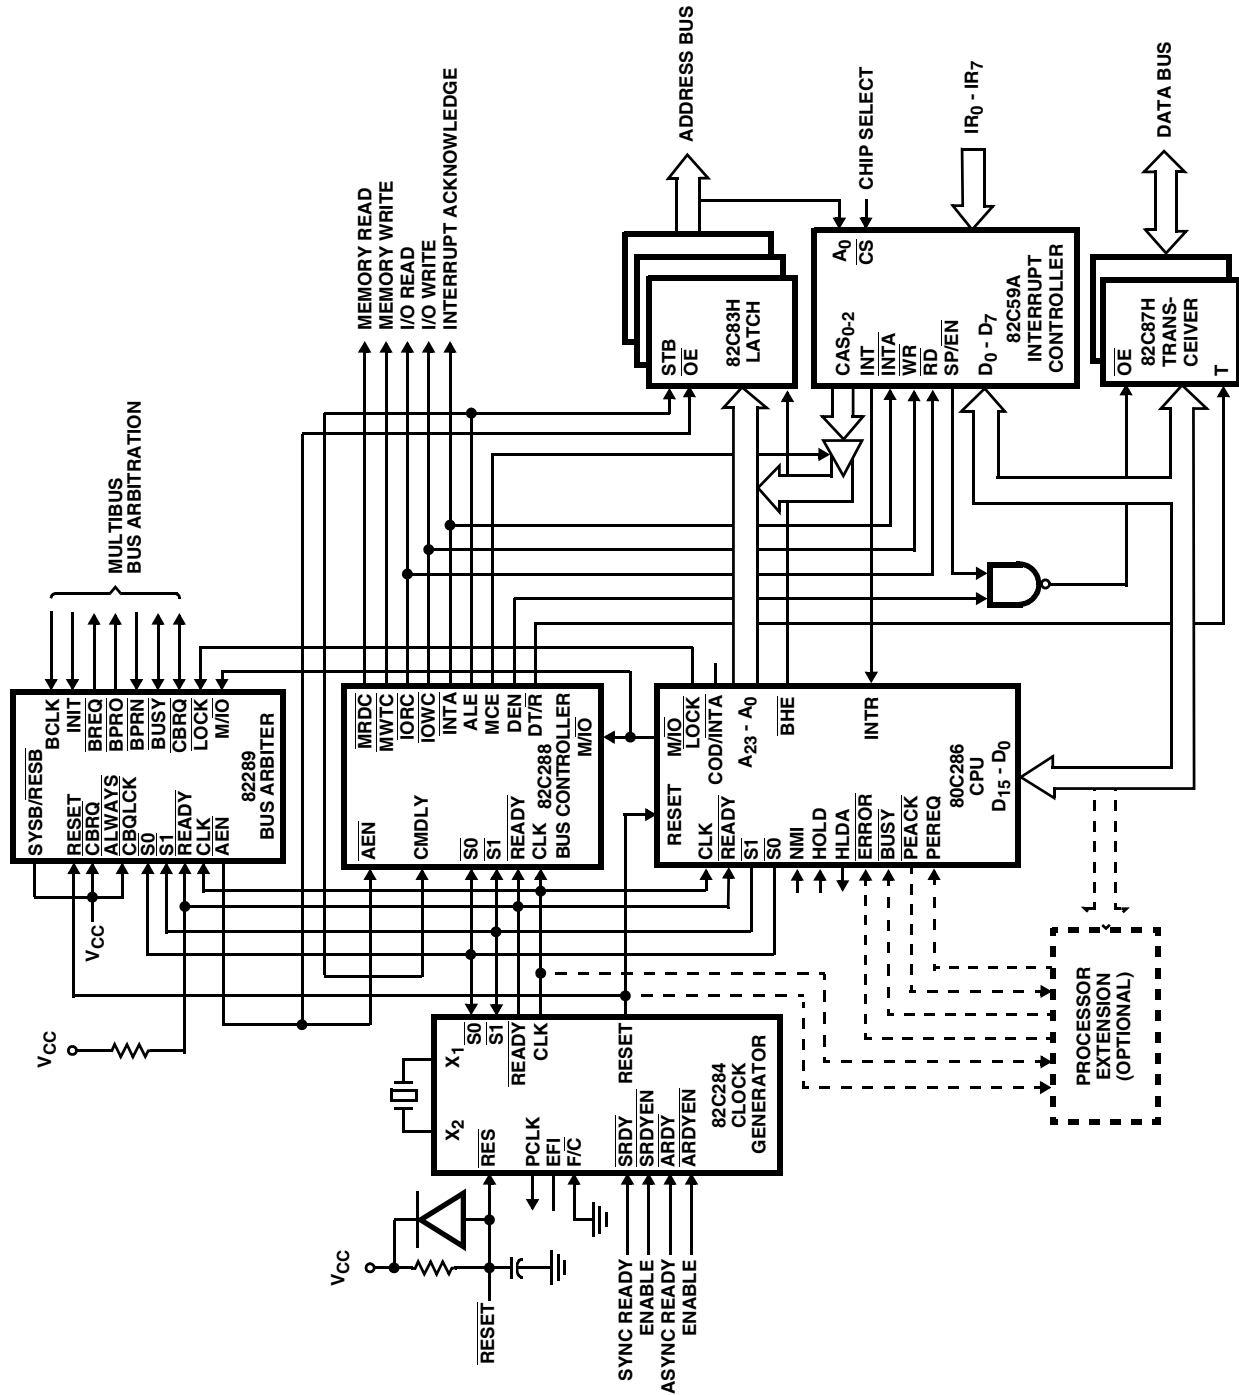 V̅CC
RESET
SYNC READY
ENABLE
ASYNC READY
ENABLE
X2
X1
RES
PCLK
EFI
F/C
SRDY
SRDYEN
ARDY
ARDYEN
S0
S1
READY
CLK
RESET
82C284
CLOCK
GENERATOR
VCC
VCC
SYSB/RESB
RESET
CBRQ
ALWAYS
CBQLCK
S0
S1
READY
CLK
AEN
82289
BUS ARBITER
BCLK
INIT
BREQ
BPRO
BPRN
BUSY
CBRQ
LOCK
M/IO
MULTIBUS
BUS ARBITRATION
AEN
CMDLY
S0
S1
READY
CLK
82C288
BUS CONTROLLER
MRDC
MWTC
IORC
IOWC
INTA
ALE
MCE
DEN
DT/R
M/IO
MEMORY READ
MEMORY WRITE
I/O READ
I/O WRITE
INTERRUPT ACKNOWLEDGE
RESET
CLK
READY
S1
S0
NMI
HOLD
HLDA
ERROR
BUSY
PEACK
PEREQ
M/IO
LOCK
COD/INTA
A23 - A0
BHE
INTR
80C286
CPU
D15 - D0
PROCESSOR
EXTENSION
(OPTIONAL)
STB
OE
82C83H
LATCH
ADDRESS BUS
CAS0-2
INT
INTA
WR
RD
SP/EN
D0 - D7
A0
CS
82C59A
INTERRUPT
CONTROLLER
CHIP SELECT
IR0 - IR7
OE
82C87H
TRANS-
CEIVER
T
DATA BUS